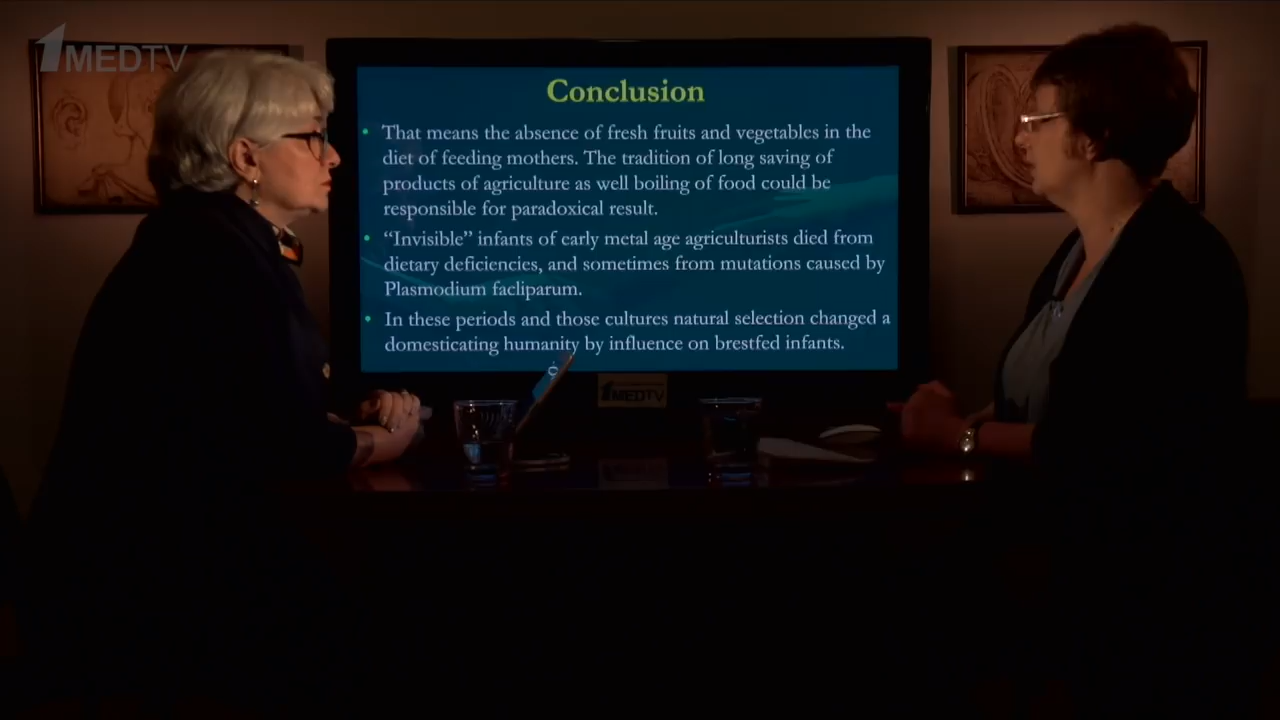 1MEDTV
Conclusion
• That means the absence of fresh fruits and vegetables in the
diet of feeding mothers. The tradition of long saving of
products of agriculture as well boiling of food could be
responsible for paradoxical result.
• “Invisible” infants of early metal age agriculturists died from
dietary deficiencies, and sometimes from mutations caused by
Plasmodium facliparum.
• In these periods and those cultures natural selection changed a
domesticating humanity by influence on brestfed infants.
1MEDTV